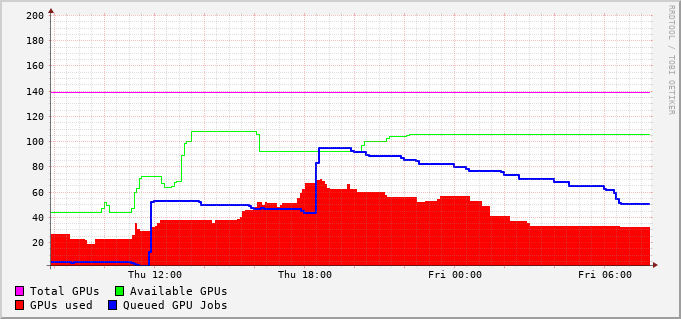 200
180
160
140
120
100
80
60
40
20
Thu 12:00 Thu 18:00 Fri 00:00 Fri 06:00
Total GPUs Available GPUs
GPUs used Queued GPU Jobs
RRDTOOL / TOBI OETIKER